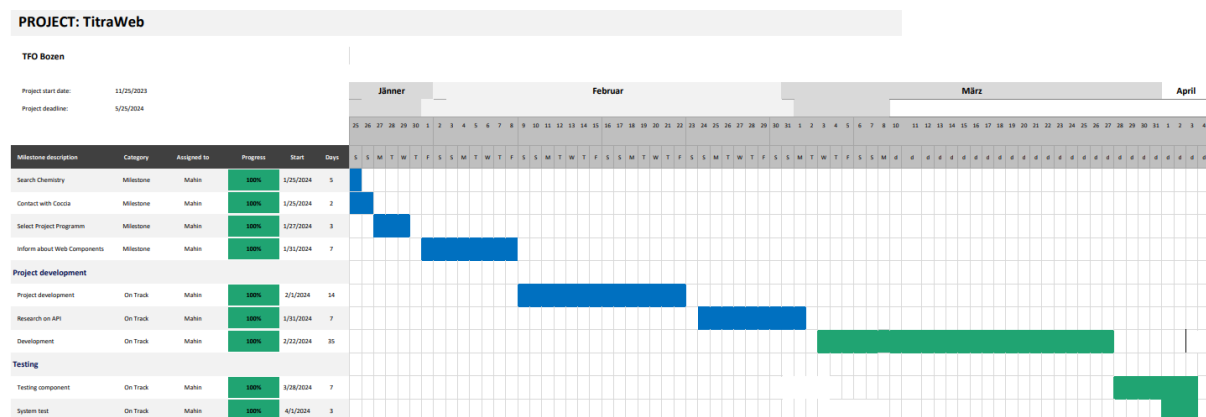 PROJECT: TitraWeb
TFO Bozen
Project start date: 11/25/2023
Project deadline: 5/25/2024
Jänner Februar März April
25 26 27 28 29 30 1 2 3 4 5 6 7 8 9 10 11 12 13 14 15 16 17 18 19 20 21 22 23 24 25 26 27 28 29 30 31 1 2 3 4 5 6 7 8 10 11 12 13 14 15 16 17 18 19 20 21 22 23 24 25 26 27 28 29 30 31 1 2 3 4
Milestone description Category Assigned to Progress Start Days S S M T W T F S S M T W T F S S M T W T F S S M T W T F S S M T W T F S S M T W T F S S M d d d d d d d d d d d d d d d d d d d d d d d d d d
Search Chemistry Milestone Mahin 100% 1/25/2024 5
Contact with Coccia Milestone Mahin 100% 1/25/2024 2
Select Project Programm Milestone Mahin 100% 1/27/2024 3
Inform about Web Components Milestone Mahin 100% 1/31/2024 7
Project development
Project development On Track Mahin 100% 2/1/2024 14
Research on API On Track Mahin 100% 1/31/2024 7
Development On Track Mahin 100% 2/22/2024 35
Testing
Testing component On Track Mahin 100% 3/28/2024 7
System test On Track Mahin 100% 4/1/2024 3